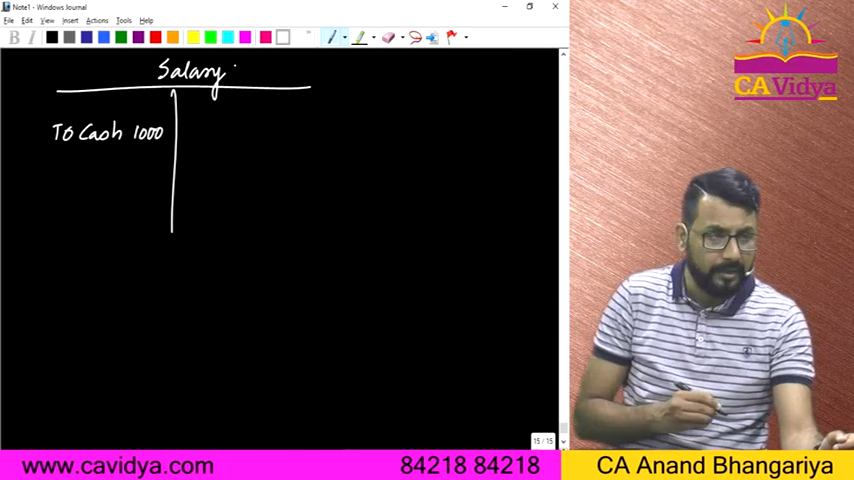 Note1 - Windows Journal
File Edit View Insert Actions Tools Help
B I
Salary
To Cash 1000
15 / 15
CA Vidya
www.cavidya.com 84218 84218 CA Anand Bhangariya